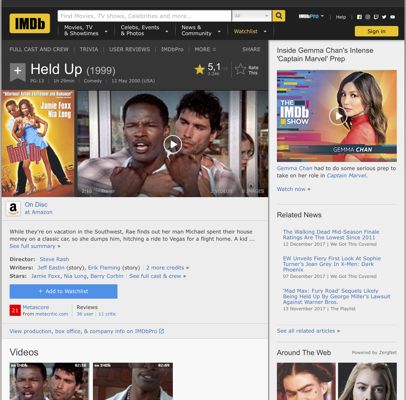 IMDb
Find Movies, TV shows, Celebrities and more...
All
IMDbPro
Help
Movies, TV & Showtimes
Celebs, Events & Photos
News & Community
Watchlist
Sign in
FULL CAST AND CREW | TRIVIA | USER REVIEWS | IMDbPro | MORE
SHARE
Held Up (1999)
PG-13 | 1h 29min | Comedy | 12 May 2000 (USA)
5,1
Rate This
Jamie Foxx
Nia Long
Held Up
2 VIDEOS
6 IMAGES
On Disc
at Amazon
While they're on vacation in the Southwest, Rae finds out her man Michael spent their house
money on a classic car, so she dumps him, hitching a ride to Vegas for a flight home. A kid ...
See full summary »
Director: Steve Rash
Writers: Jeff Eastin (story), Erik Fleming (story) | 2 more credits »
Stars: Jamie Foxx, Nia Long, Barry Corbin | See full cast & crew »
+ Add to Watchlist
21
Metascore
From metacritic.com
Reviews
36 user | 11 critic
View production, box office, & company info on IMDbPro
Videos
Inside Gemma Chan's Intense
'Captain Marvel' Prep
THE IMDb SHOW
GEMMA CHAN
Gemma Chan had to do some serious prep to
take on her role in Captain Marvel.
Watch now »
Related News
The Walking Dead Mid-Season Finale
Ratings Are The Lowest Since 2011
12 December 2017 | We Got This Covered
EW Unveils Fiery First Look At Sophie
Turner's Jean Grey In X-Men: Dark
Phoenix
07 December 2017 | We Got This Covered
'Mad Max: Fury Road' Sequels Likely
Being Held Up By George Miller's Lawsuit
Against Warner Bros.
13 November 2017 | The Playlist
See all related articles »
Around The Web
Powered by ZergNet